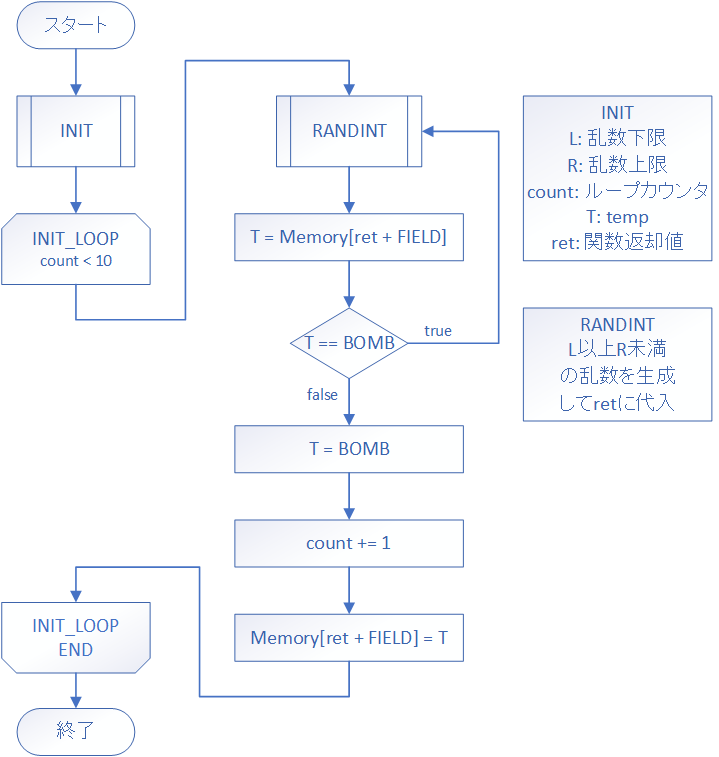 スタート
INIT
INIT_LOOP
count < 10
RANDINT
T = Memory[ret + FIELD]
T == BOMB
true
false
T = BOMB
count += 1
Memory[ret + FIELD] = T
INIT_LOOP
END
終了
INIT
L: 乱数下限
R: 乱数上限
count: ループカウンタ
T: temp
ret: 関数返却値
RANDINT
L以上R未満
の乱数を生成
してretに代入